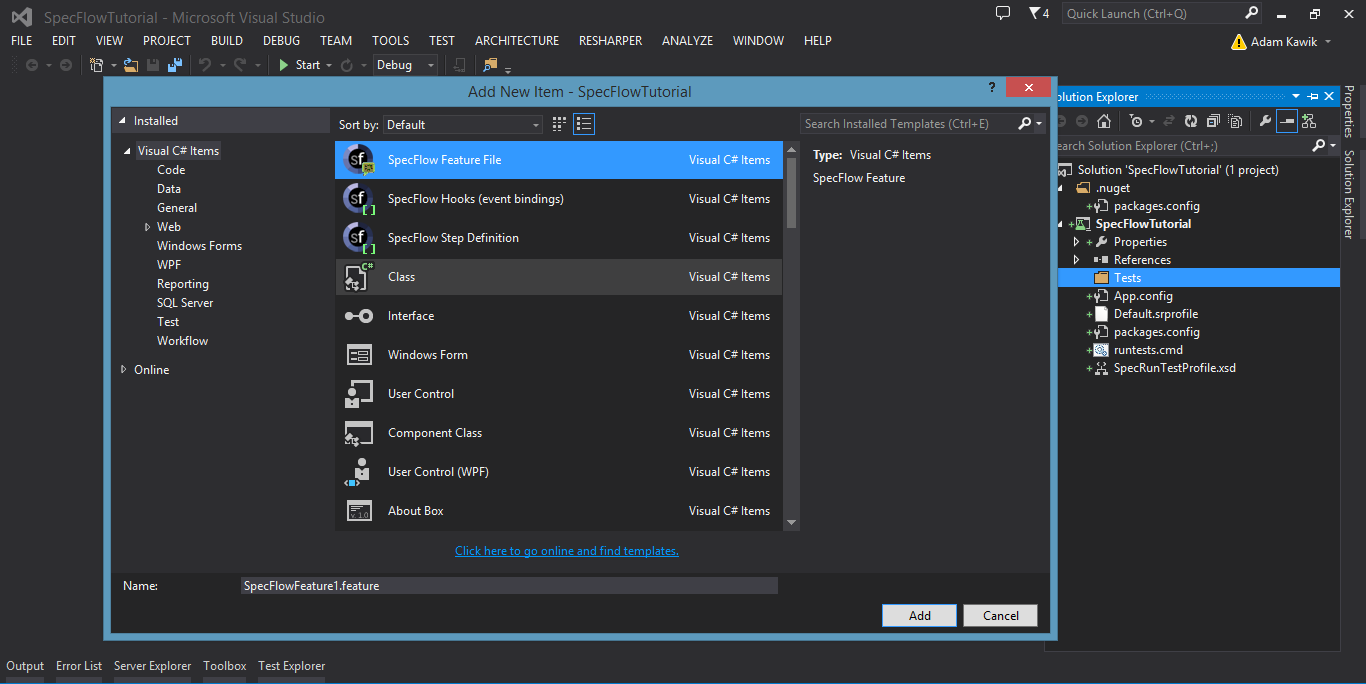 SpecFlowTutorial - Microsoft Visual Studio
4
Quick Launch (Ctrl+Q)
FILE EDIT VIEW PROJECT BUILD DEBUG TEAM TOOLS TEST ARCHITECTURE RESHARPER ANALYZE WINDOW HELP
Adam Kawik
Start Debug
Add New Item - SpecFlowTutorial
?
Installed
Visual C# Items
Code
Data
General
Web
Windows Forms
WPF
Reporting
SQL Server
Test
Workflow
Online
Sort by: Default
SpecFlow Feature File Visual C# Items
SpecFlow Hooks (event bindings) Visual C# Items
SpecFlow Step Definition Visual C# Items
Class Visual C# Items
Interface Visual C# Items
Windows Form Visual C# Items
User Control Visual C# Items
Component Class Visual C# Items
User Control (WPF) Visual C# Items
About Box Visual C# Items
Click here to go online and find templates.
Search Installed Templates (Ctrl+E)
Type: Visual C# Items
SpecFlow Feature
Name: SpecFlowFeature1.feature
Add Cancel
olution Explorer
earch Solution Explorer (Ctrl+;)
Solution 'SpecFlowTutorial' (1 project)
.nuget
packages.config
SpecFlowTutorial
Properties
References
Tests
App.config
Default.srprofile
packages.config
runtests.cmd
SpecRunTestProfile.xsd
Properties
Solution Explorer
Output Error List Server Explorer Toolbox Test Explorer